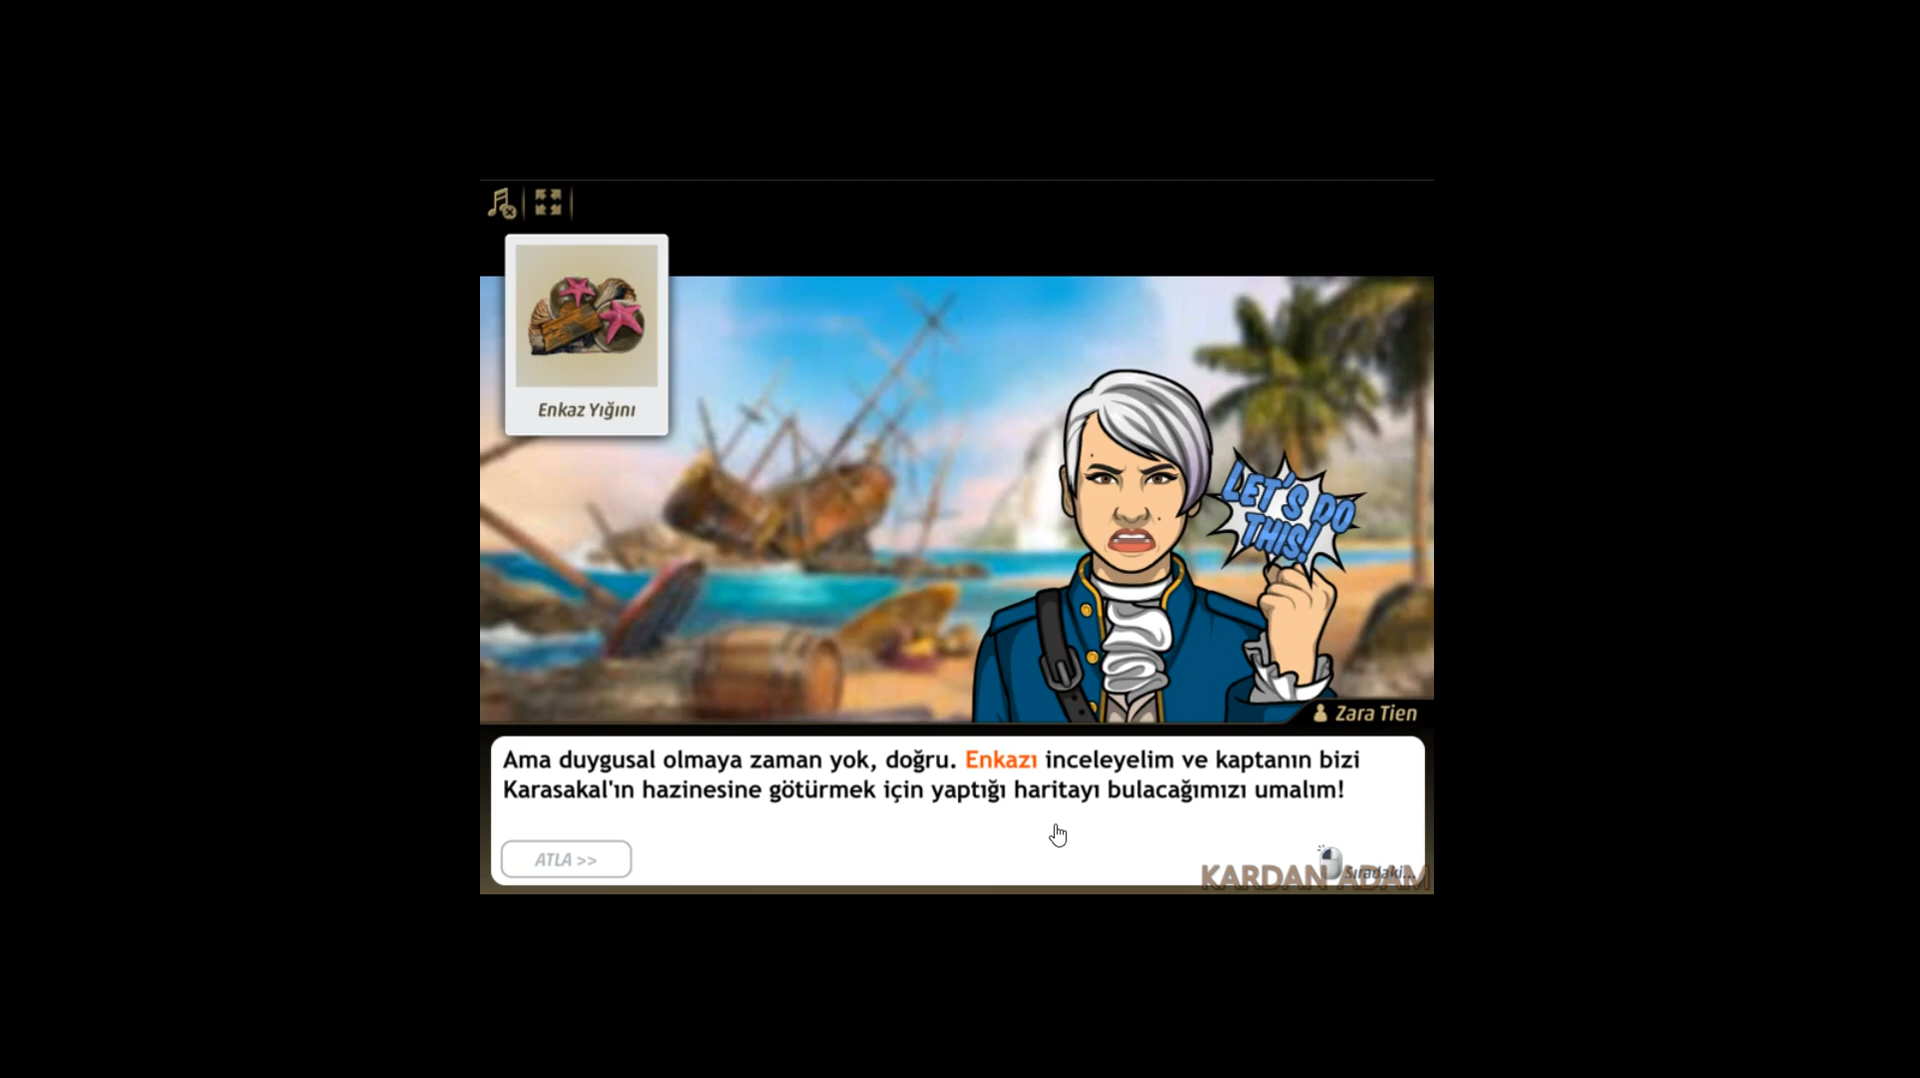 Enkaz Yığını
LET'S DO
THIS!
Zara Tien
Ama duygusal olmaya zaman yok, doğru. Enkazı inceleyelim ve kaptanın bizi
Karasakal'ın hazinesine götürmek için yaptığı haritayı bulacağımızı umalım!
ATLA >>
Sıradaki...
KARDAN ADAM